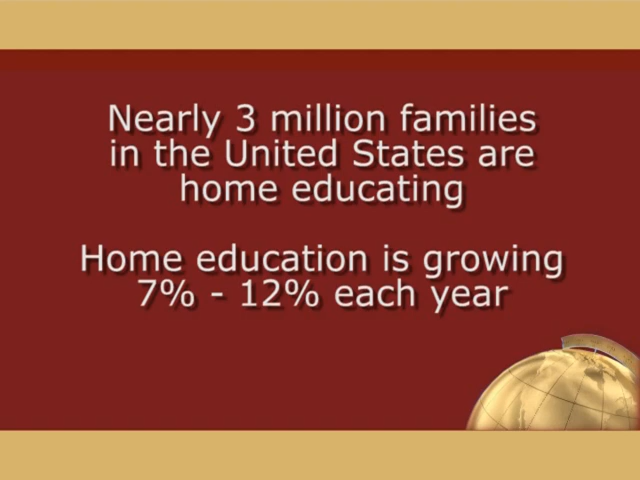 Nearly 3 million families
in the United States are
home educating
Home education is growing
7% - 12% each year